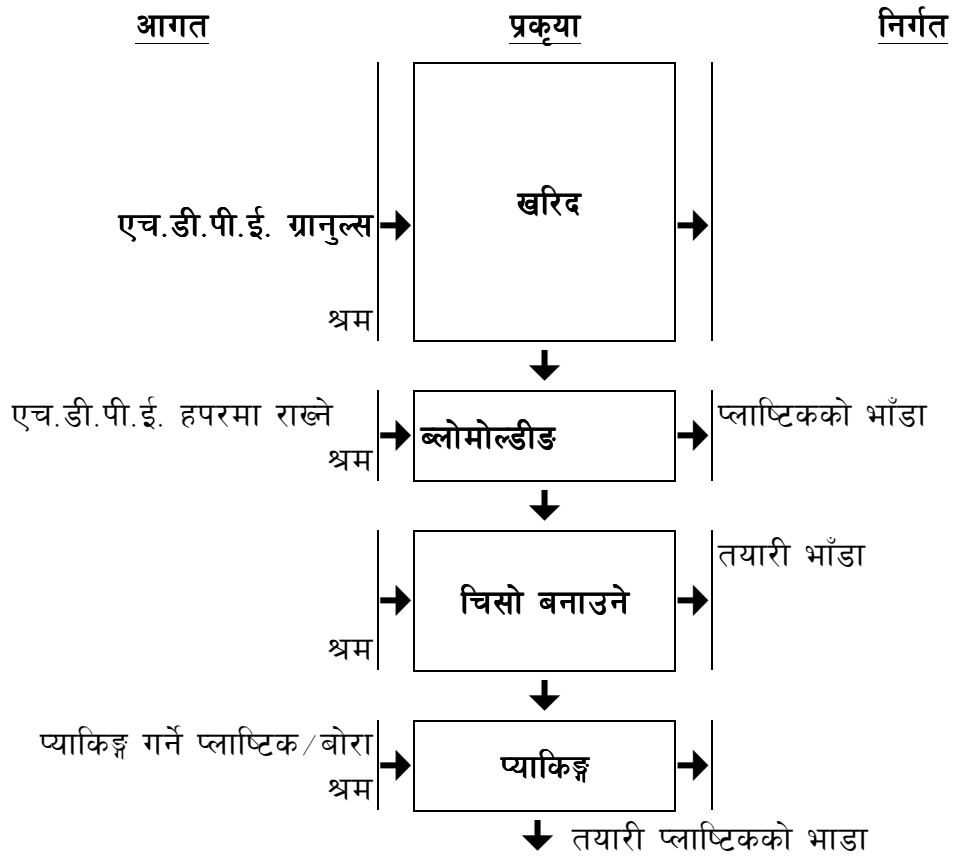 आगत प्रकृया निर्गत
खरिद
एच.डी.पी.ई. ग्रानुल्स
श्रम
एच.डी.पी.ई. हपरमा राख्ने
श्रम
ब्लोमोल्डीङ
प्लाष्टिकको भाँडा
तयारी भाँडा
चिसो बनाउने
श्रम
प्याकिङ्ग गर्ने प्लाष्टिक/बोरा
श्रम
प्याकिङ्ग
तयारी प्लाष्टिकको भाडा